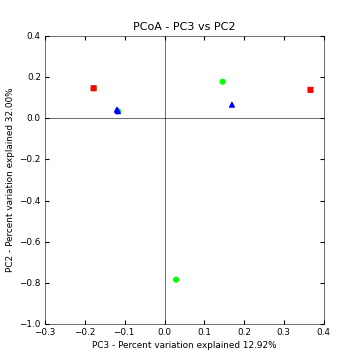 PCoA - PC3 vs PC2
0.4
0.2
0.0
−0.2
−0.4
−0.6
−0.8
−1.0
PC2 - Percent variation explained 32.00%
−0.3 −0.2 −0.1 0.0 0.1 0.2 0.3 0.4
PC3 - Percent variation explained 12.92%